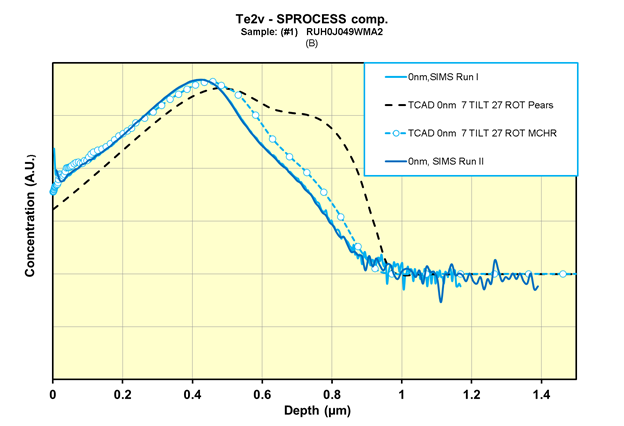 Te2v - SPROCESS comp.
Sample: (#1) RUH0J049WMA2
(B)
0nm,SIMS Run I
TCAD 0nm 7 TILT 27 ROT Pears
TCAD 0nm 7 TILT 27 ROT MCHR
0nm, SIMS Run II
Concentration (A.U.)
0 0.2 0.4 0.6 0.8 1 1.2 1.4
Depth (µm)